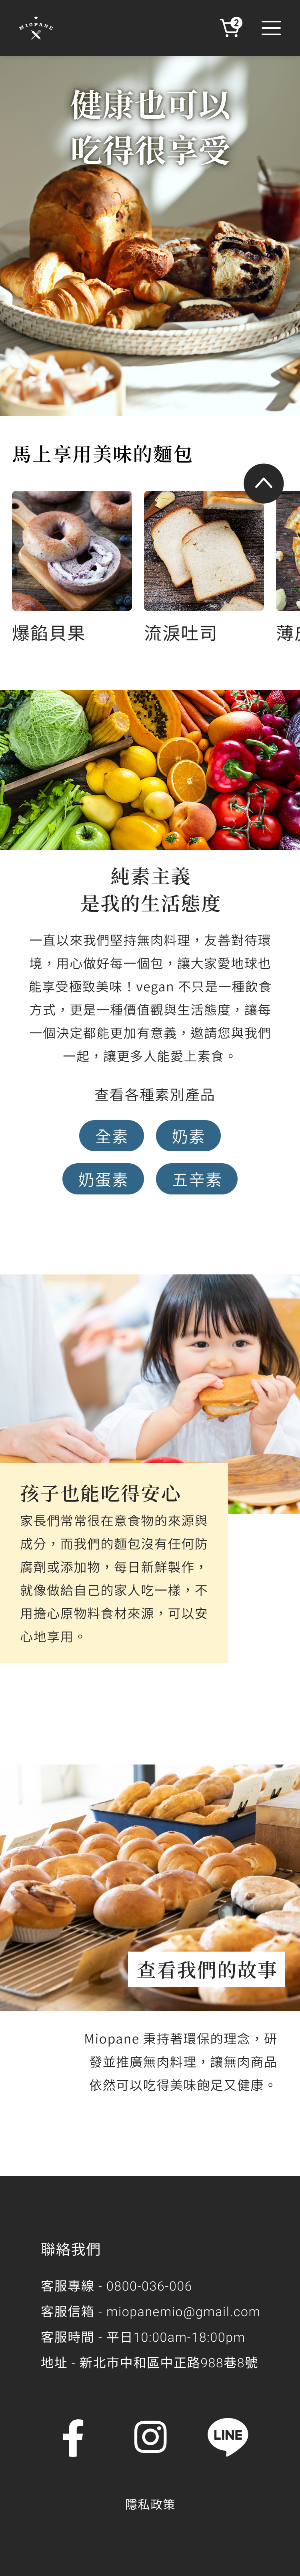 MIOPANE
2
健康也可以
吃得很享受
馬上享用美味的麵包
爆餡貝果
流淚吐司
薄皮
純素主義
是我的生活態度
一直以來我們堅持無肉料理，友善對待環
境，用心做好每一個包，讓大家愛地球也
能享受極致美味！vegan 不只是一種飲食
方式，更是一種價值觀與生活態度，讓每
一個決定都能更加有意義，邀請您與我們
一起，讓更多人能愛上素食。
查看各種素別產品
全素
奶素
奶蛋素
五辛素
孩子也能吃得安心
家長們常常很在意食物的來源與
成分，而我們的麵包沒有任何防
腐劑或添加物，每日新鮮製作，
就像做給自己的家人吃一樣，不
用擔心原物料食材來源，可以安
心地享用。
查看我們的故事
Miopane 秉持著環保的理念，研
發並推廣無肉料理，讓無肉商品
依然可以吃得美味飽足又健康。
聯絡我們
客服專線 - 0800-036-006
客服信箱 - miopanemio@gmail.com
客服時間 - 平日10:00am-18:00pm
地址 - 新北市中和區中正路988巷8號
LINE
隱私政策